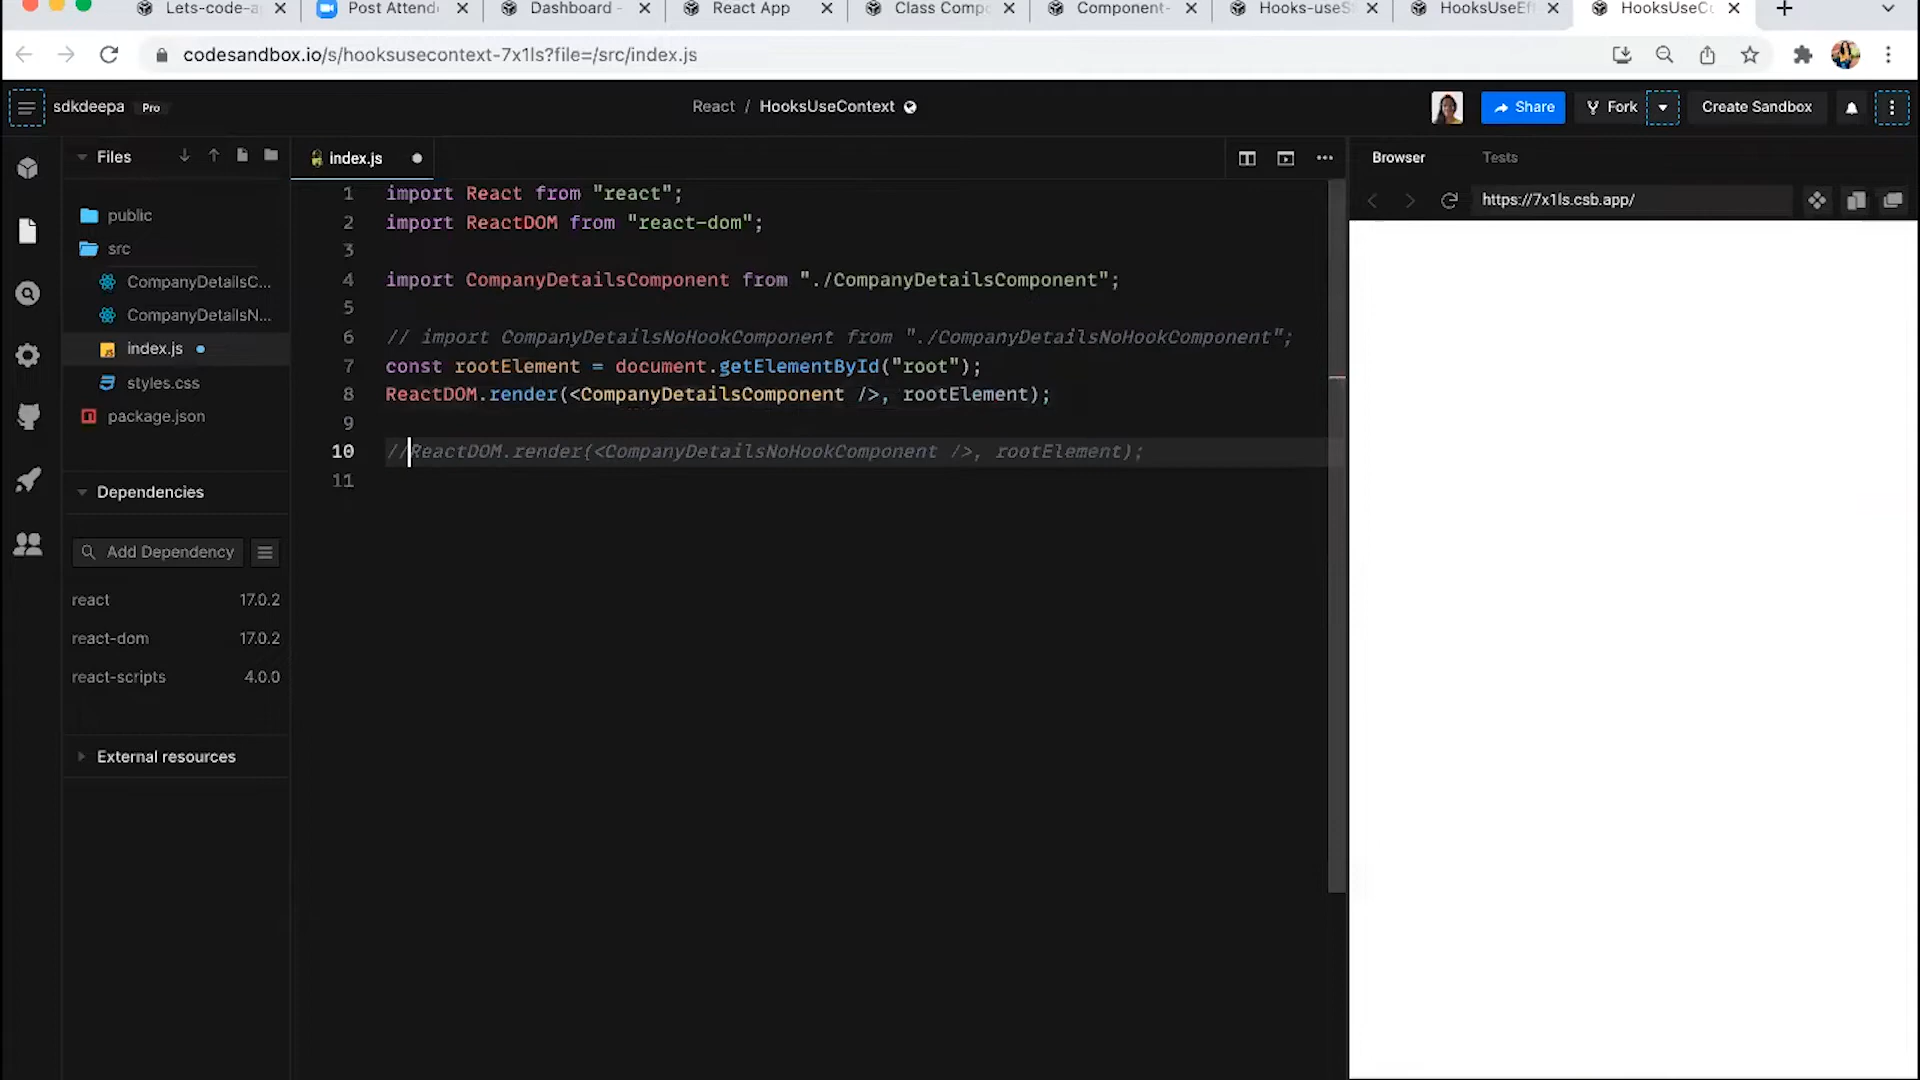 Lets-code-a
Post Attend
Dashboard -
React App
Class Compo
Component-
Hooks-useS
HooksUseEf
HooksUseCo
codesandbox.io/s/hooksusecontext-7x1ls?file=/src/index.js
sdkdeepa Pro
React / HooksUseContext
Share
Fork
Create Sandbox
Files
public
src
CompanyDetailsC...
CompanyDetailsN...
index.js
styles.css
package.json
Dependencies
Add Dependency
react 17.0.2
react-dom 17.0.2
react-scripts 4.0.0
External resources
index.js
1 import React from "react";
2 import ReactDOM from "react-dom";
3
4 import CompanyDetailsComponent from "./CompanyDetailsComponent";
5
6 // import CompanyDetailsNoHookComponent from "./CompanyDetailsNoHookComponent";
7 const rootElement = document.getElementById("root");
8 ReactDOM.render(<CompanyDetailsComponent />, rootElement);
9
10 //ReactDOM.render(<CompanyDetailsNoHookComponent />, rootElement);
11
Browser Tests
https://7x1ls.csb.app/